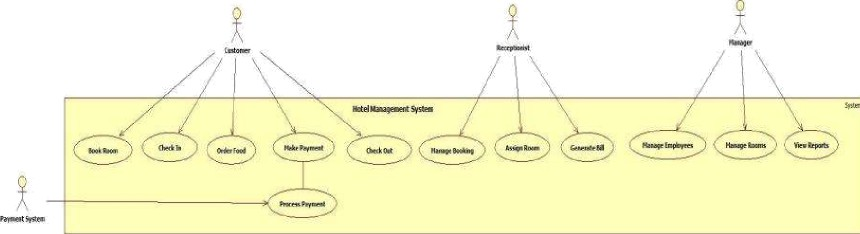 Customer
Receptionist
Manager
Hotel Management System
System
Book Room
Check In
Order Food
Make Payment
Check Out
Manage Booking
Assign Room
Generate Bill
Manage Employees
Manage Rooms
View Reports
Process Payment
Payment System